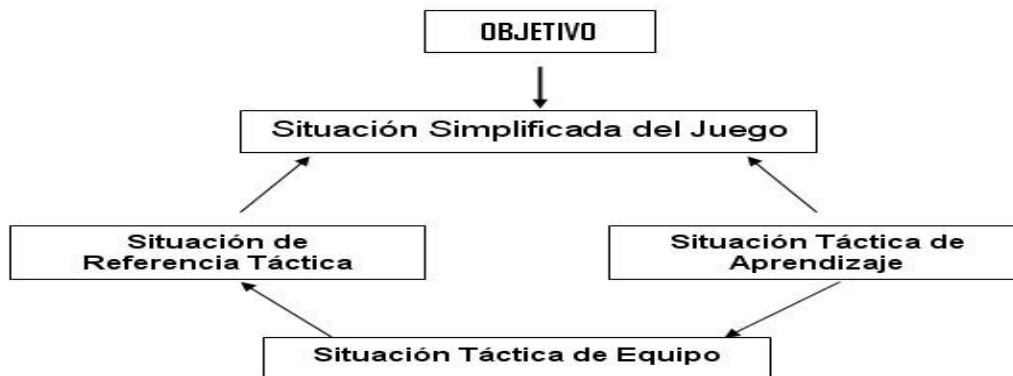 OBJETIVO
Situación Simplificada del Juego
Situación de
Referencia Táctica
Situación Táctica de
Aprendizaje
Situación Táctica de Equipo